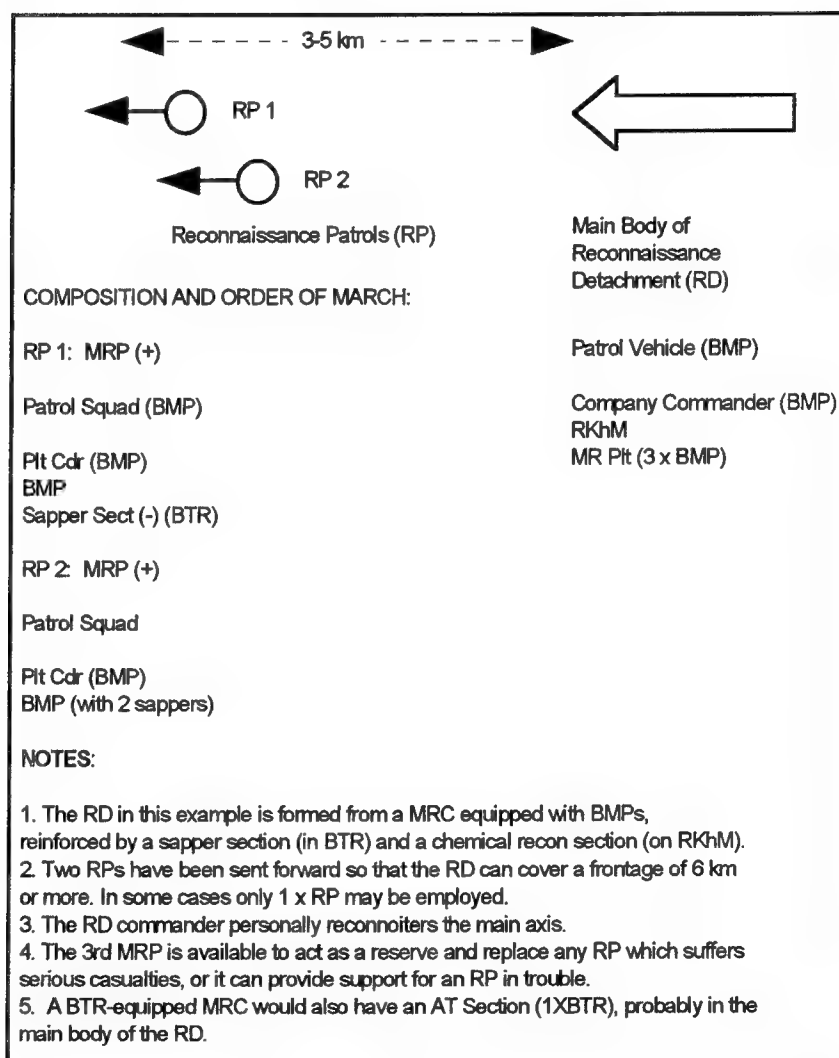 3-5 km
RP 1
RP 2
Reconnaissance Patrols (RP)
Main Body of
Reconnaissance
Detachment (RD)
COMPOSITION AND ORDER OF MARCH:
RP 1: MRP (+)
Patrol Squad (BMP)
Plt Cdr (BMP)
BMP
Sapper Sect (-) (BTR)
RP 2: MRP (+)
Patrol Squad
Plt Cdr (BMP)
BMP (with 2 sappers)
Patrol Vehicle (BMP)
Company Commander (BMP)
RKhM
MR Plt (3 x BMP)
NOTES:
1. The RD in this example is formed from a MRC equipped with BMPs,
reinforced by a sapper section (in BTR) and a chemical recon section (on RKhM).
2. Two RPs have been sent forward so that the RD can cover a frontage of 6 km
or more. In some cases only 1 x RP may be employed.
3. The RD commander personally reconnoiters the main axis.
4. The 3rd MRP is available to act as a reserve and replace any RP which suffers
serious casualties, or it can provide support for an RP in trouble.
5. A BTR-equipped MRC would also have an AT Section (1XBTR), probably in the
main body of the RD.